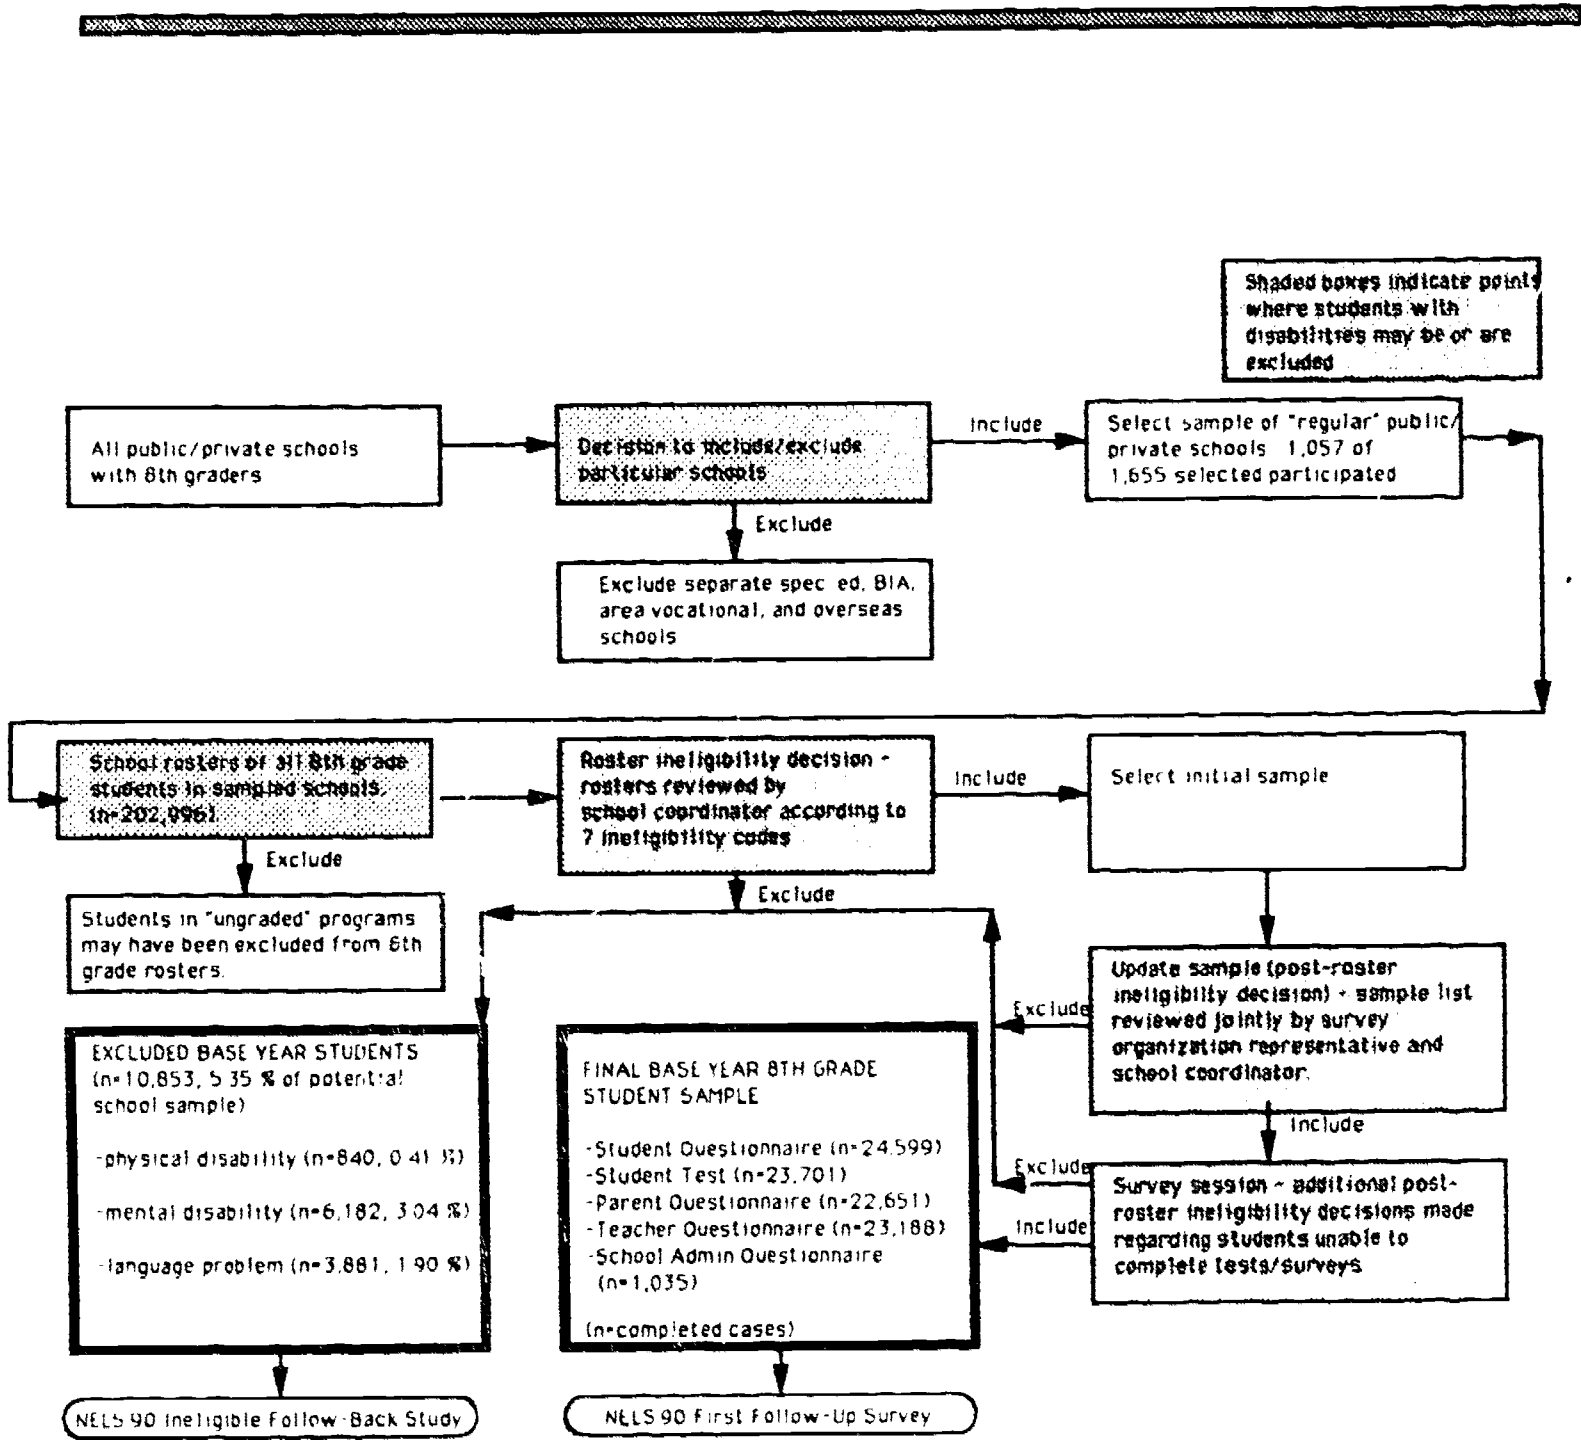 Shaded boxes indicate points
where students with
disabilities may be or are
excluded
All public/private schools
with 8th graders
Decision to include/exclude
particular schools
Include
Select sample of "regular" public/
private schools 1,057 of
1,655 selected participated
Exclude
Exclude separate spec ed, BIA,
area vocational, and overseas
schools
School rosters of all 8th grade
students in sampled schools.
(n=202,996)
Roster ineligibility decision -
rosters reviewed by
school coordinator according to
7 ineligibility codes
Include
Select initial sample
Exclude
Exclude
Students in "ungraded" programs
may have been excluded from 8th
grade rosters.
Update sample (post-roster
ineligibilty decision) - sample list
reviewed jointly by survey
organization representative and
school coordinator.
Exclude
Include
EXCLUDED BASE YEAR STUDENTS
(n=10,853, 5.35 % of potential
school sample)
-physical disability (n=840, 0.41 %)
-mental disability (n=6,182, 3.04 %)
-language problem (n=3,881, 1.90 %)
FINAL BASE YEAR 8TH GRADE
STUDENT SAMPLE
-Student Questionnaire (n=24,599)
-Student Test (n=23,701)
-Parent Questionnaire (n=22,651)
-Teacher Questionnaire (n=23,188)
-School Admin Questionnaire
(n=1,035)
(n=completed cases)
Exclude
Include
Survey session - additional post-
roster ineligibility decisions made
regarding students unable to
complete tests/surveys
NELS 90 Ineligible Follow-Back Study
NELS 90 First Follow-Up Survey